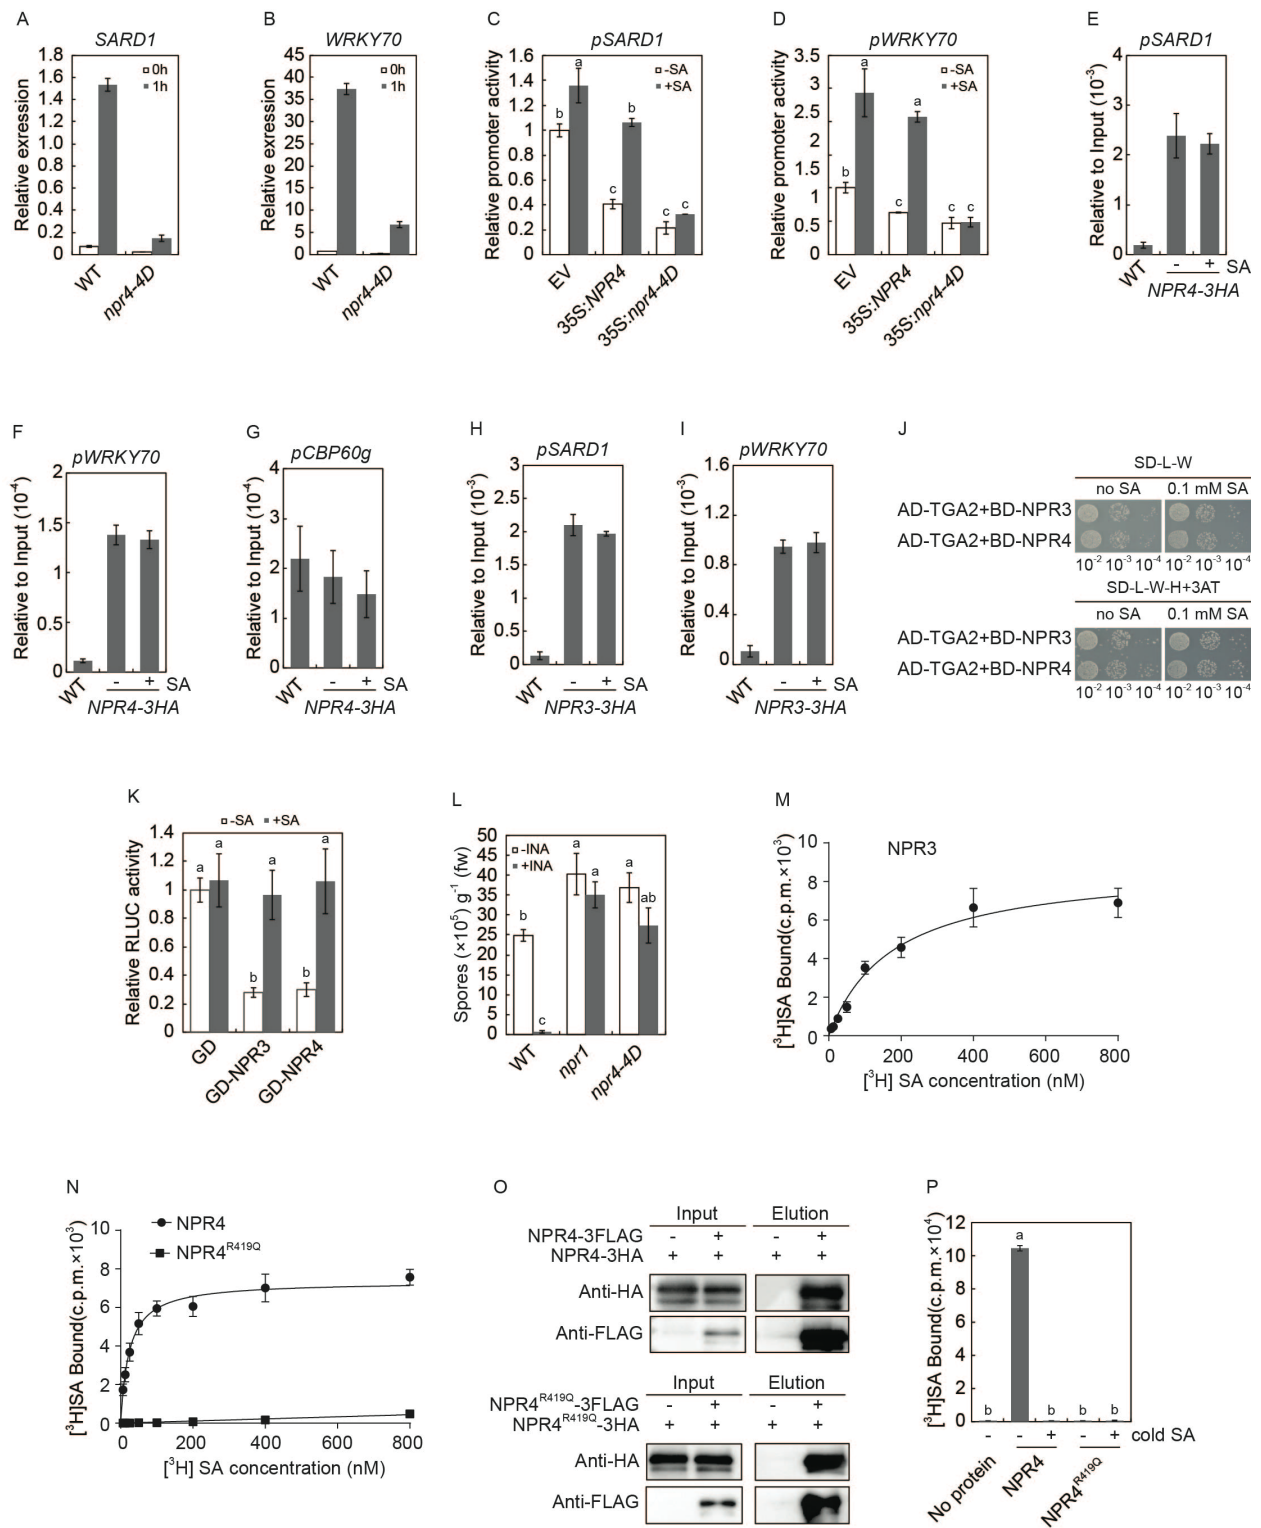 A
SARD1
Relative exression
1.8
1.6
1.4
1.2
1
0.8
0.6
0.4
0.2
0
0h
1h
WT
npr4-4D
B
WRKY70
Relative exression
45
40
35
30
25
20
15
10
5
0
0h
1h
WT
npr4-4D
C
pSARD1
Relative promoter activity
1.6
1.4
1.2
1
0.8
0.6
0.4
0.2
0
-SA
+SA
b a c b c c
EV
35S:NPR4
35S:npr4-4D
D
pWRKY70
Relative promoter activity
3.5
3
2.5
2
1.5
1
0.5
0
-SA
+SA
b a c a c c
EV
35S:NPR4
35S:npr4-4D
E
pSARD1
Relative to Input (10-3)
4
3
2
1
0
WT - + SA
NPR4-3HA
F
pWRKY70
Relative to Input (10-4)
2
1.5
1
0.5
0
WT - + SA
NPR4-3HA
G
pCBP60g
Relative to Input (10-4)
4
3
2
1
0
WT - + SA
NPR4-3HA
H
pSARD1
Relative to Input (10-3)
3
2.5
2
1.5
1
0.5
0
WT - + SA
NPR3-3HA
I
pWRKY70
Relative to Input (10-3)
1.6
1.2
0.8
0.4
0
WT - + SA
NPR3-3HA
J
SD-L-W
no SA 0.1 mM SA
AD-TGA2+BD-NPR3
AD-TGA2+BD-NPR4
10-2 10-3 10-4 10-2 10-3 10-4
SD-L-W-H+3AT
no SA 0.1 mM SA
AD-TGA2+BD-NPR3
AD-TGA2+BD-NPR4
10-2 10-3 10-4 10-2 10-3 10-4
K
-SA +SA
Relative RLUC activity
1.4
1.2
1
0.8
0.6
0.4
0.2
0
a a b a b a
GD
GD-NPR3
GD-NPR4
L
Spores (×105) g-1 (fw)
50
45
40
35
30
25
20
15
10
5
0
-INA
+INA
b c a a a ab
WT
npr1
npr4-4D
M
NPR3
[3H]SA Bound(c.p.m.×103)
10
8
6
4
2
0
0 200 400 600 800
[3H] SA concentration (nM)
N
NPR4
NPR4R419Q
[3H]SA Bound(c.p.m.×103)
10
8
6
4
2
0
0 200 400 600 800
[3H] SA concentration (nM)
O
Input Elution
NPR4-3FLAG - + - +
NPR4-3HA + + + +
Anti-HA
Anti-FLAG
Input Elution
NPR4R419Q-3FLAG - + - +
NPR4R419Q-3HA + + + +
Anti-HA
Anti-FLAG
P
[3H]SA Bound(c.p.m.×104)
12
10
8
6
4
2
0
b a b b b
- - + - + cold SA
No protein
NPR4
NPR4R419Q